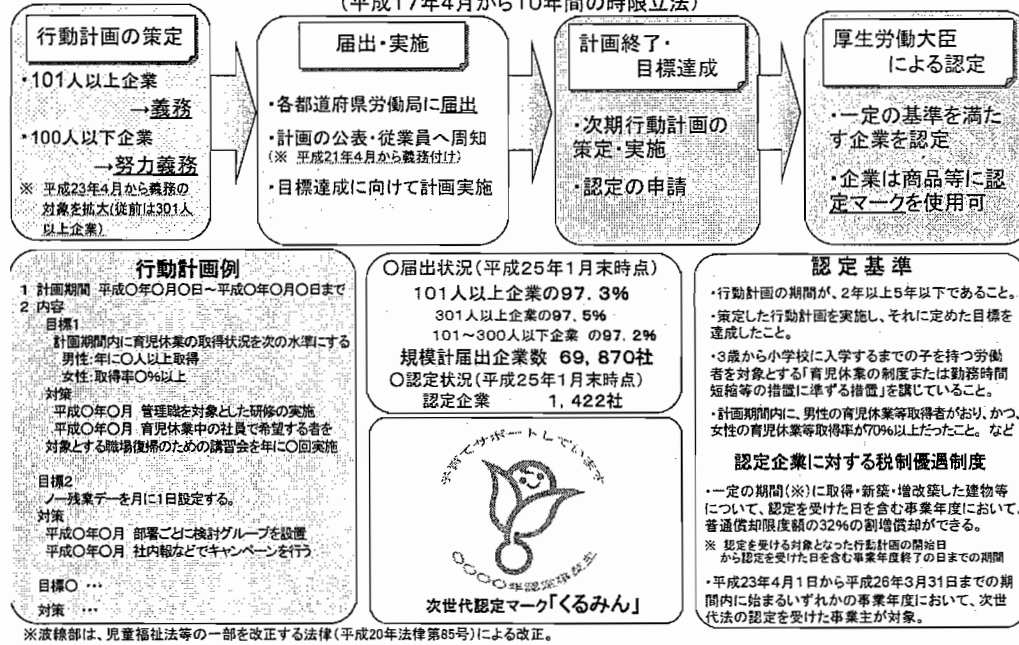 (平成17年4月から10年間の時限立法)
行動計画の策定
・101人以上企業
→義務
・100人以下企業
→努力義務
※ 平成23年4月から義務の
対象を拡大(従前は301人
以上企業)
届出・実施
・各都道府県労働局に届出
・計画の公表・従業員へ周知
(※ 平成21年4月から義務付け)
・目標達成に向けて計画実施
計画終了・
目標達成
・次期行動計画の
策定・実施
・認定の申請
厚生労働大臣
による認定
・一定の基準を満た
す企業を認定
・企業は商品等に認
定マークを使用可
行動計画例
1 計画期間 平成〇年〇月〇日~平成〇年〇月〇日まで
2 内容
目標1
計画期間内に育児休業の取得状況を次の水準にする
男性:年に〇人以上取得
女性:取得率〇%以上
対策
平成〇年〇月 管理職を対象とした研修の実施
平成〇年〇月 育児休業中の社員で希望する者を
対象とする職場復帰のための講習会を年に〇回実施
目標2
ノー残業デーを月に1日設定する。
対策
平成〇年〇月 部署ごとに検討グループを設置
平成〇年〇月 社内報などでキャンペーンを行う
目標〇 …
対策 …
〇届出状況(平成25年1月末時点)
101人以上企業の97.3%
301人以上企業の97.5%
101~300人以下企業 の97.2%
規模計届出企業数 69,870社
〇認定状況(平成25年1月末時点)
認定企業 1,422社
子育てサポートしています
〇〇〇〇年認定事業主
次世代認定マーク「くるみん」
認定基準
・行動計画の期間が、2年以上5年以下であること。
・策定した行動計画を実施し、それに定めた目標を
達成したこと。
・3歳から小学校に入学するまでの子を持つ労働
者を対象とする「育児休業の制度または勤務時間
短縮等の措置に準ずる措置」を講じていること。
・計画期間内に、男性の育児休業等取得者がおり、かつ、
女性の育児休業等取得率が70%以上だったこと。など
認定企業に対する税制優遇制度
・一定の期間(※)に取得・新築・増改築した建物等
について、認定を受けた日を含む事業年度において、
普通償却限度額の32%の割増償却ができる。
※ 認定を受ける対象となった行動計画の開始日
から認定を受けた日を含む事業年度終了の日までの期間
・平成23年4月1日から平成26年3月31日までの期
間内に始まるいずれかの事業年度において、次世
代法の認定を受けた事業主が対象。
※波線部は、児童福祉法等の一部を改正する法律(平成20年法律第85号)による改正。